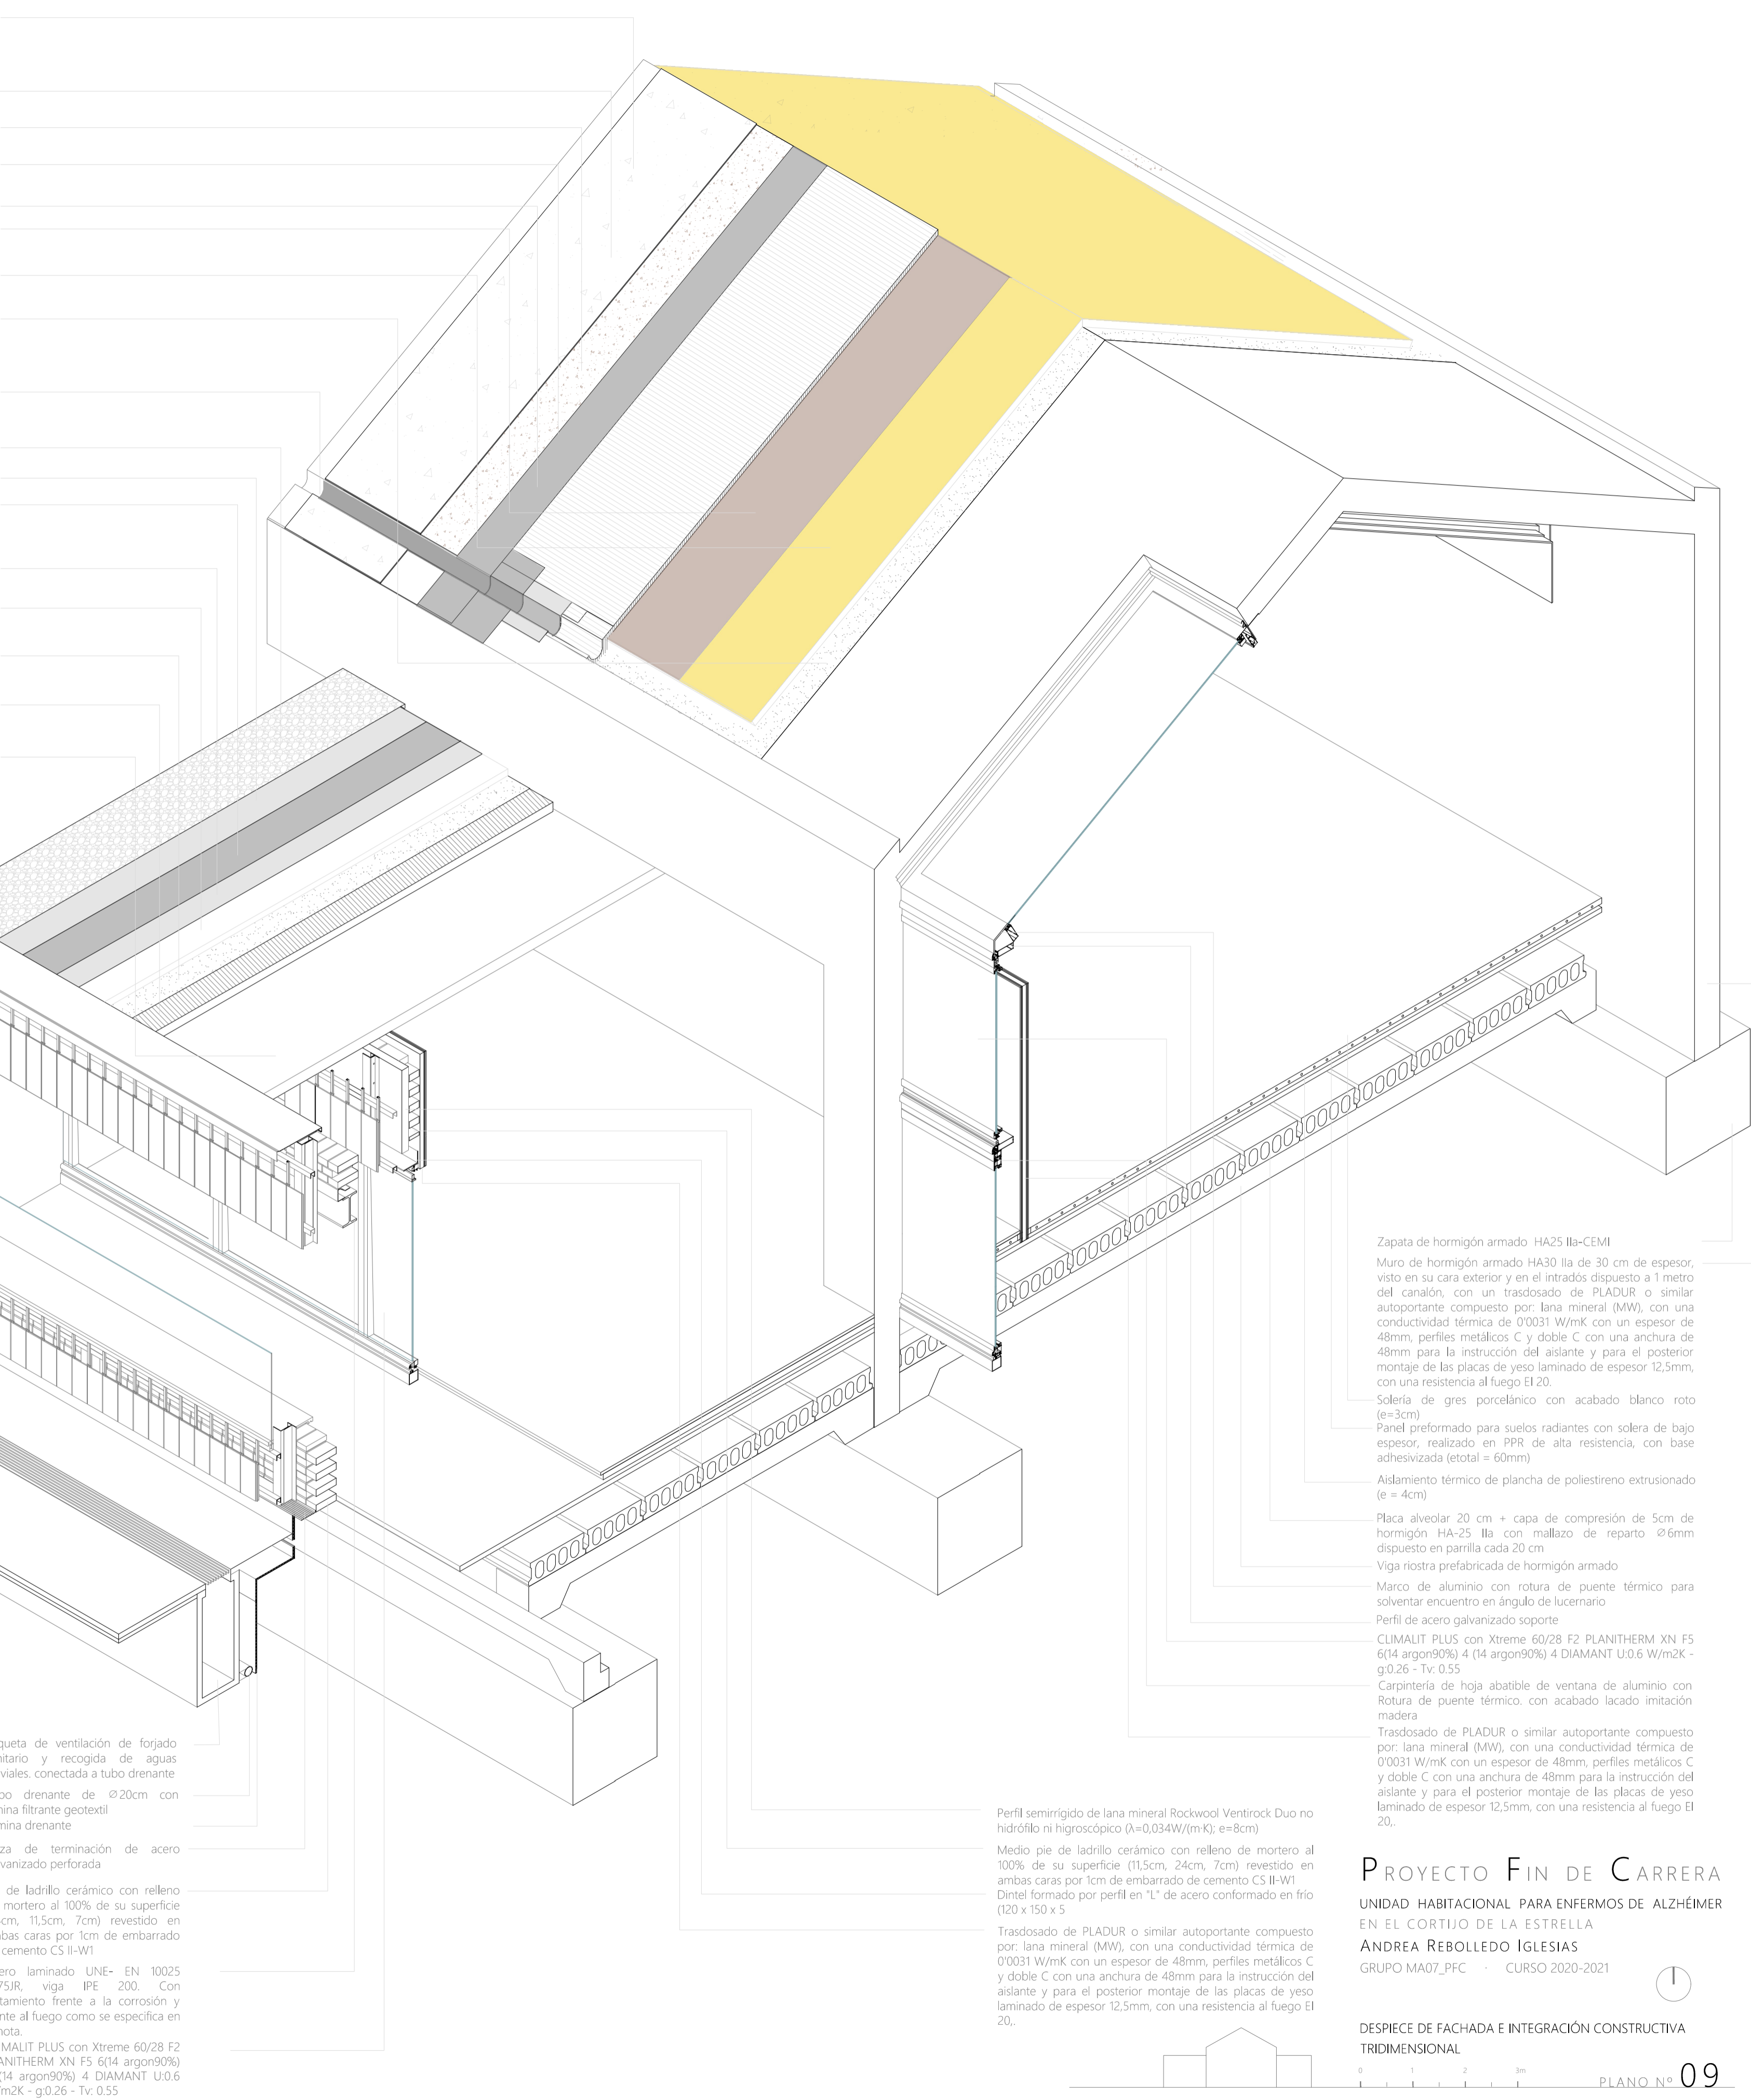 Zapata de hormigón armado HA25 IIa-CEMI
Muro de hormigón armado HA30 IIa de 30 cm de espesor,
visto en su cara exterior y en el intradós dispuesto a 1 metro
del canalón, con un trasdosado de PLADUR o similar
autoportante compuesto por: lana mineral (MW), con una
conductividad térmica de 0'0031 W/mK con un espesor de
48mm, perfiles metálicos C y doble C con una anchura de
48mm para la instrucción del aislante y para el posterior
montaje de las placas de yeso laminado de espesor 12,5mm,
con una resistencia al fuego EI 20.
Solería de gres porcelánico con acabado blanco roto
(e=3cm)
Panel preformado para suelos radiantes con solera de bajo
espesor, realizado en PPR de alta resistencia, con base
adhesivizada (etotal = 60mm)
Aislamiento térmico de plancha de poliestireno extrusionado
(e = 4cm)
Placa alveolar 20 cm + capa de compresión de 5cm de
hormigón HA-25 IIa con mallazo de reparto ∅6mm
dispuesto en parrilla cada 20 cm
Viga riostra prefabricada de hormigón armado
Marco de aluminio con rotura de puente térmico para
solventar encuentro en ángulo de lucernario
Perfil de acero galvanizado soporte
CLIMALIT PLUS con Xtreme 60/28 F2 PLANITHERM XN F5
6(14 argon90%) 4 (14 argon90%) 4 DIAMANT U:0.6 W/m2K -
g:0.26 - Tv: 0.55
Carpintería de hoja abatible de ventana de aluminio con
Rotura de puente térmico. con acabado lacado imitación
madera
Trasdosado de PLADUR o similar autoportante compuesto
por: lana mineral (MW), con una conductividad térmica de
0'0031 W/mK con un espesor de 48mm, perfiles metálicos C
y doble C con una anchura de 48mm para la instrucción del
aislante y para el posterior montaje de las placas de yeso
laminado de espesor 12,5mm, con una resistencia al fuego EI
20,.
queta de ventilación de forjado
nitario y recogida de aguas
viales. conectada a tubo drenante
bo drenante de ∅20cm con
mina filtrante geotextil
mina drenante
za de terminación de acero
vanizado perforada
de ladrillo cerámico con relleno
mortero al 100% de su superficie
cm, 11,5cm, 7cm) revestido en
bas caras por 1cm de embarrado
cemento CS II-W1
ero laminado UNE- EN 10025
75JR, viga IPE 200. Con
tamiento frente a la corrosión y
nte al fuego como se especifica en
nota.
MALIT PLUS con Xtreme 60/28 F2
ANITHERM XN F5 6(14 argon90%)
(14 argon90%) 4 DIAMANT U:0.6
/m2K - g:0.26 - Tv: 0.55
Perfil semirrígido de lana mineral Rockwool Ventirock Duo no
hidrófilo ni higroscópico (λ=0,034W/(m·K); e=8cm)
Medio pie de ladrillo cerámico con relleno de mortero al
100% de su superficie (11,5cm, 24cm, 7cm) revestido en
ambas caras por 1cm de embarrado de cemento CS II-W1
Dintel formado por perfil en "L" de acero conformado en frío
(120 x 150 x 5
Trasdosado de PLADUR o similar autoportante compuesto
por: lana mineral (MW), con una conductividad térmica de
0'0031 W/mK con un espesor de 48mm, perfiles metálicos C
y doble C con una anchura de 48mm para la instrucción del
aislante y para el posterior montaje de las placas de yeso
laminado de espesor 12,5mm, con una resistencia al fuego EI
20,.
PROYECTO FIN DE CARRERA
UNIDAD HABITACIONAL PARA ENFERMOS DE ALZHÉIMER
EN EL CORTIJO DE LA ESTRELLA
ANDREA REBOLLEDO IGLESIAS
GRUPO MA07_PFC · CURSO 2020-2021
DESPIECE DE FACHADA E INTEGRACIÓN CONSTRUCTIVA
TRIDIMENSIONAL
0 1 2 3m
PLANO Nº 09